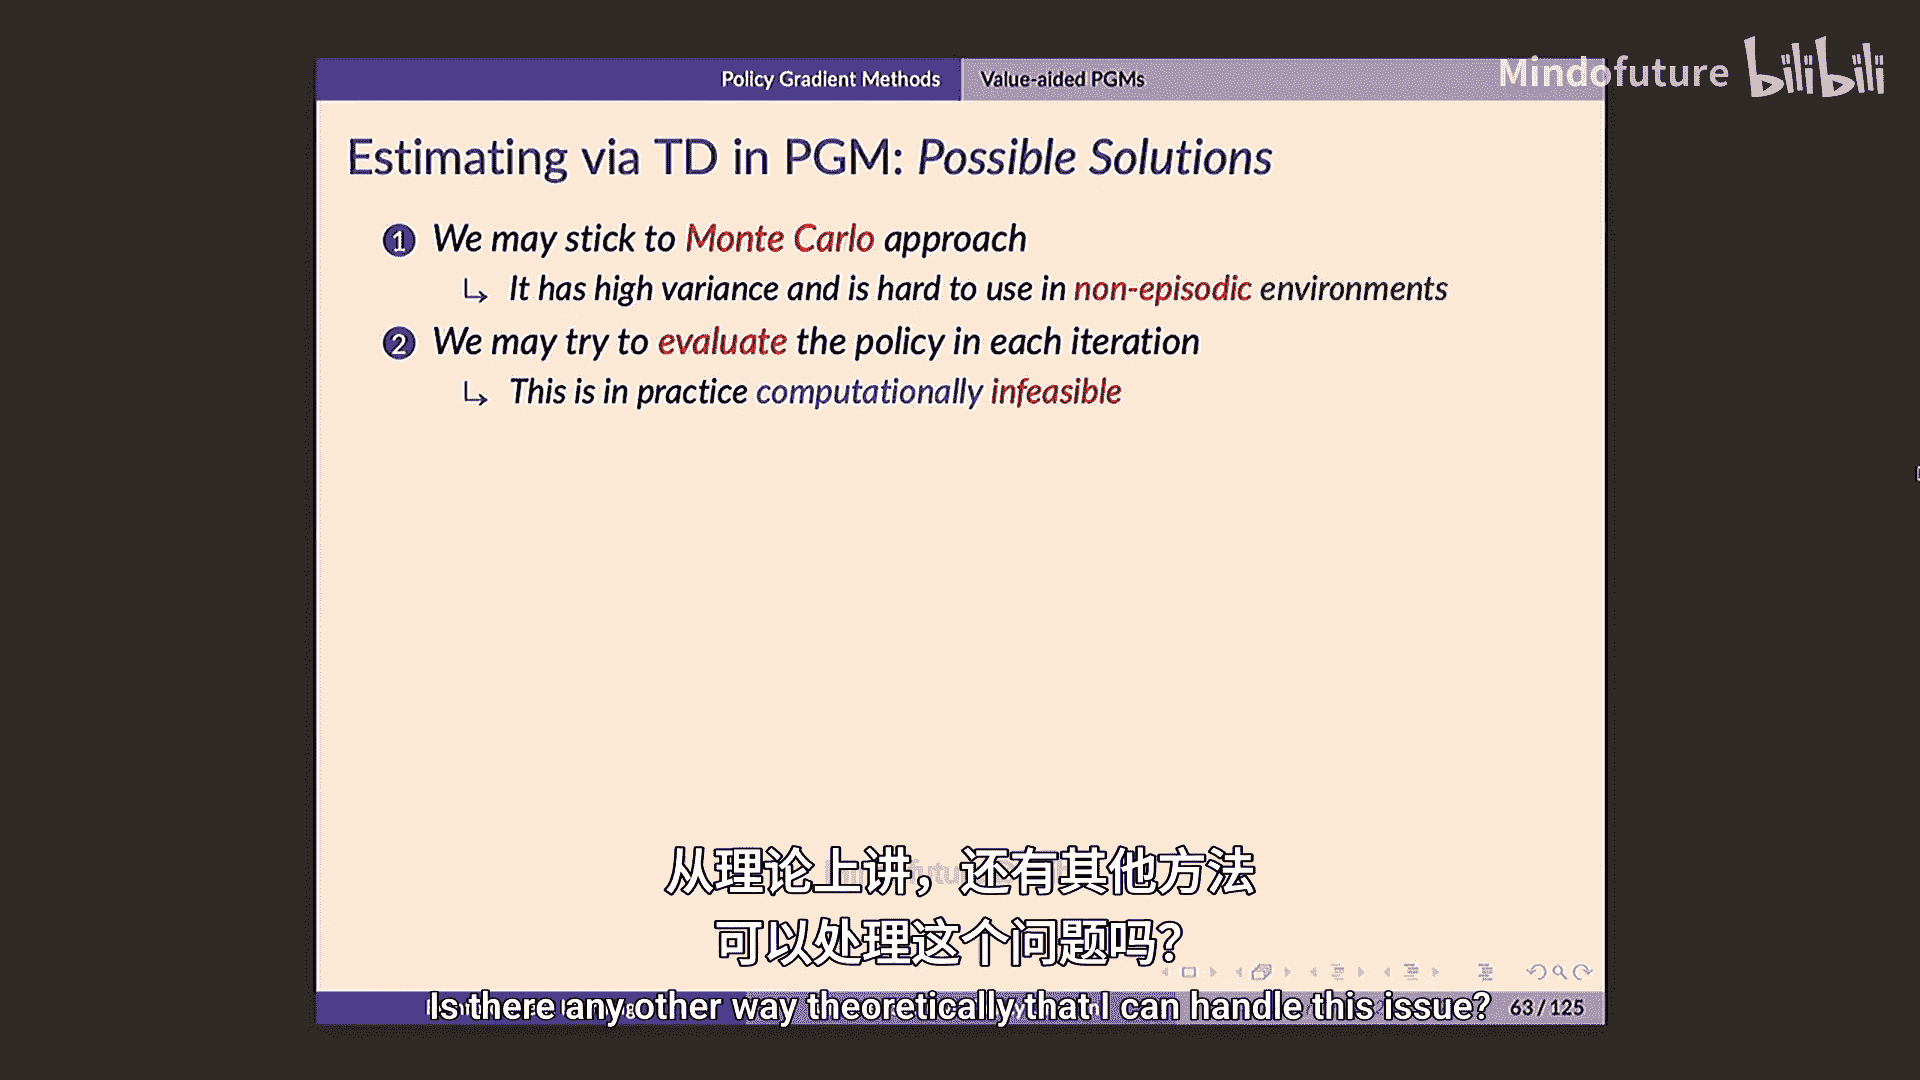 Policy Gradient Methods
Value-aided PGMs
Mindofuture bilibili
Estimating via TD in PGM: Possible Solutions
1 We may stick to Monte Carlo approach
↳ It has high variance and is hard to use in non-episodic environments
2 We may try to evaluate the policy in each iteration
↳ This is in practice computationally infeasible
从理论上讲，还有其他方法
可以处理这个问题吗？
Is there any other way theoretically that I can handle this issue?
63 / 125